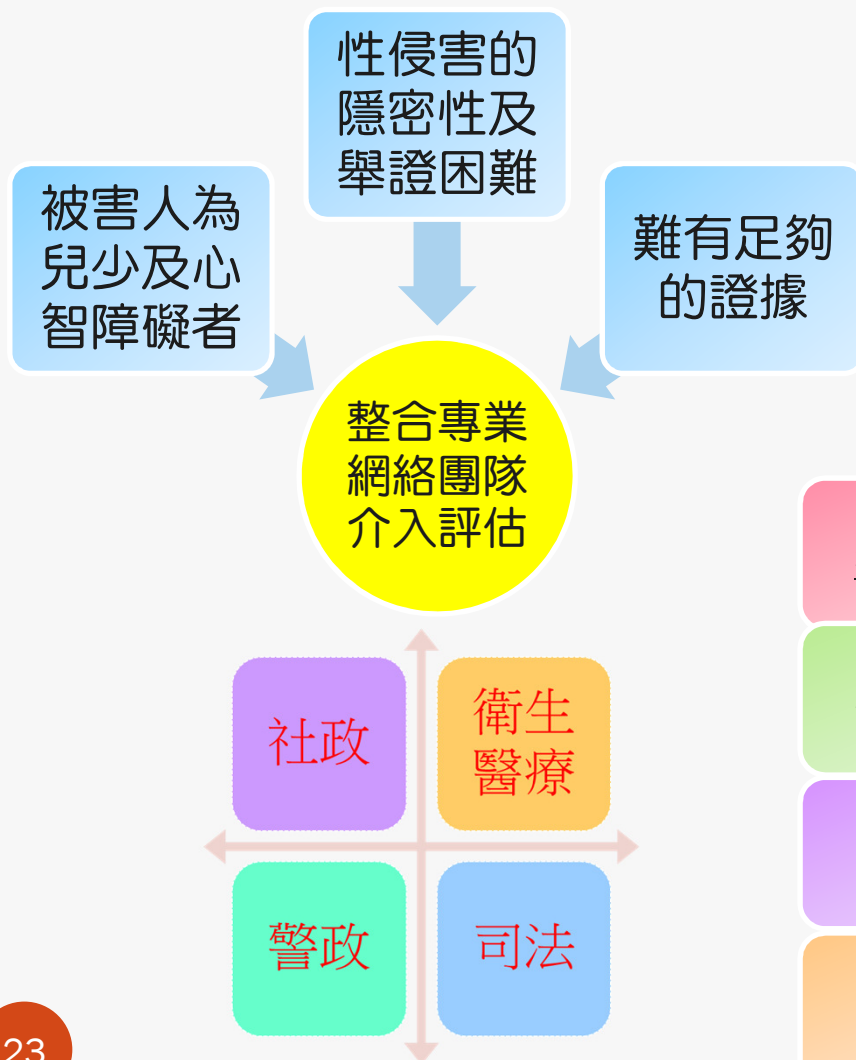 性侵害的
隱密性及
舉證困難
被害人為
兒少及心
智障礙者
難有足夠
的證據
整合專業
網絡團隊
介入評估
社政
衛生
醫療
警政
司法
23